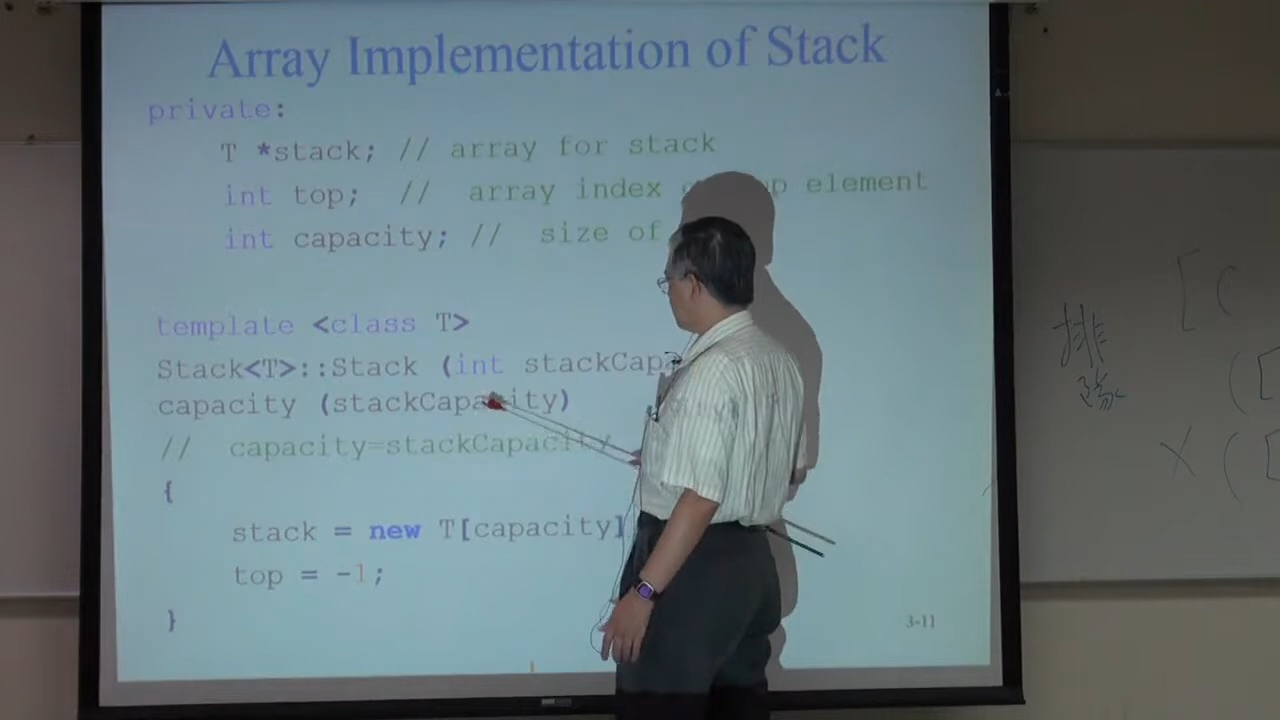 Array Implementation of Stack
private:
T *stack; // array for stack
int top; // array index element
int capacity; // size of
template <class T>
Stack<T>::Stack (int stackCapa
capacity (stackCapacity)
// capacity=stackCapacity
{
stack = new T[capacity]
top = -1;
}
3-11
排
[ (
( [
X ( [